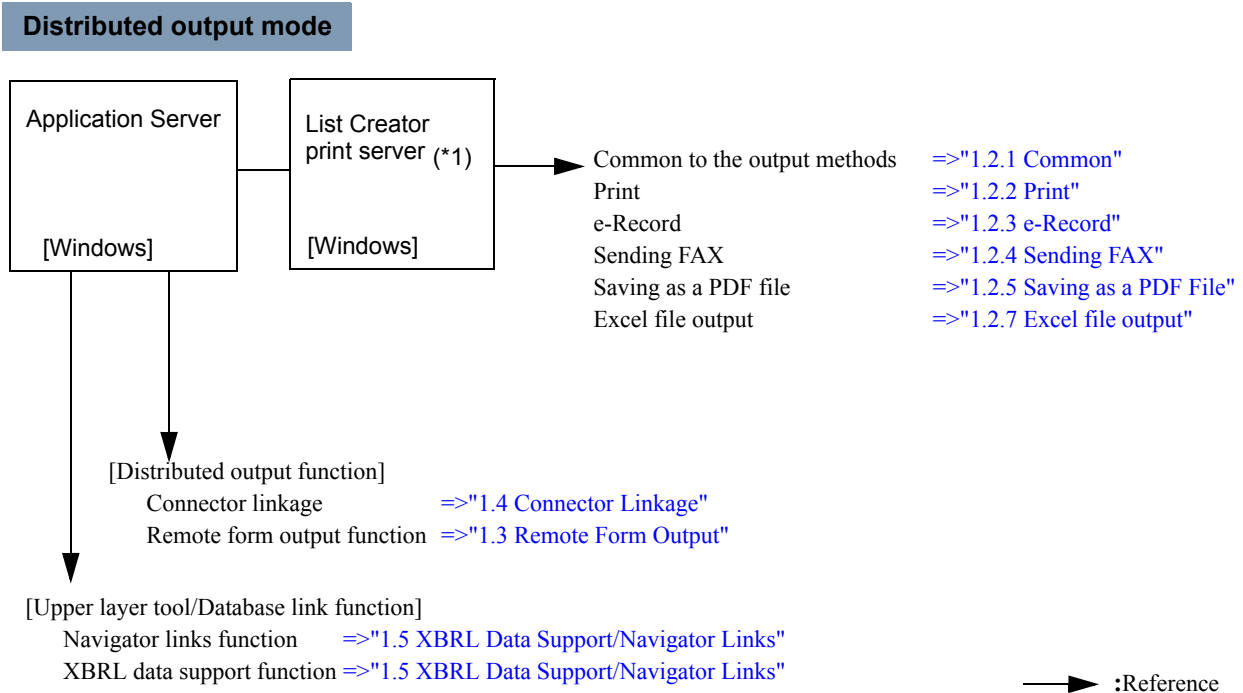 Distributed output mode
Application Server
[Windows]
List Creator
print server (*1)
[Windows]
Common to the output methods =>"1.2.1 Common"
Print =>"1.2.2 Print"
e-Record =>"1.2.3 e-Record"
Sending FAX =>"1.2.4 Sending FAX"
Saving as a PDF file =>"1.2.5 Saving as a PDF File"
Excel file output =>"1.2.7 Excel file output"
[Distributed output function]
Connector linkage =>"1.4 Connector Linkage"
Remote form output function =>"1.3 Remote Form Output"
[Upper layer tool/Database link function]
Navigator links function =>"1.5 XBRL Data Support/Navigator Links"
XBRL data support function =>"1.5 XBRL Data Support/Navigator Links"
:Reference